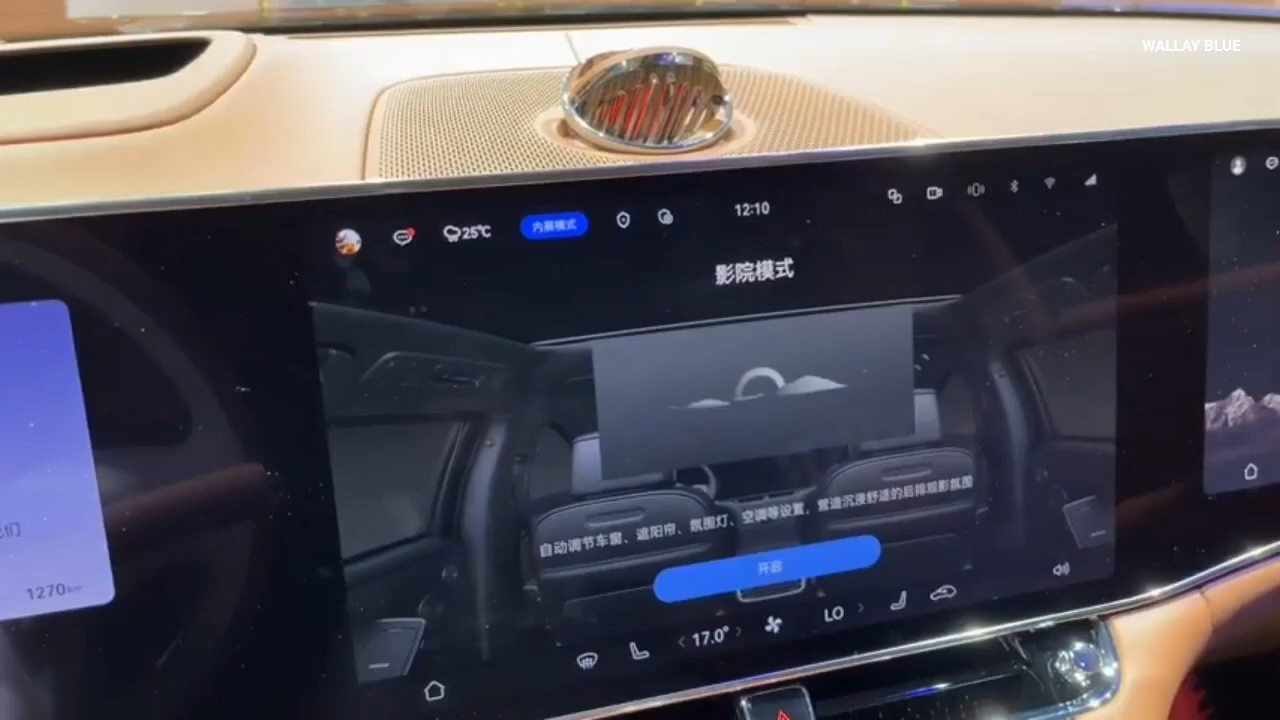 WALLAY BLUE
25℃
内展模式
12:10
影院模式
自动调节车窗、遮阳帘、氛围灯、空调等设置，营造沉浸舒适的后排观影氛围
开启
1270km
17.0°
LO